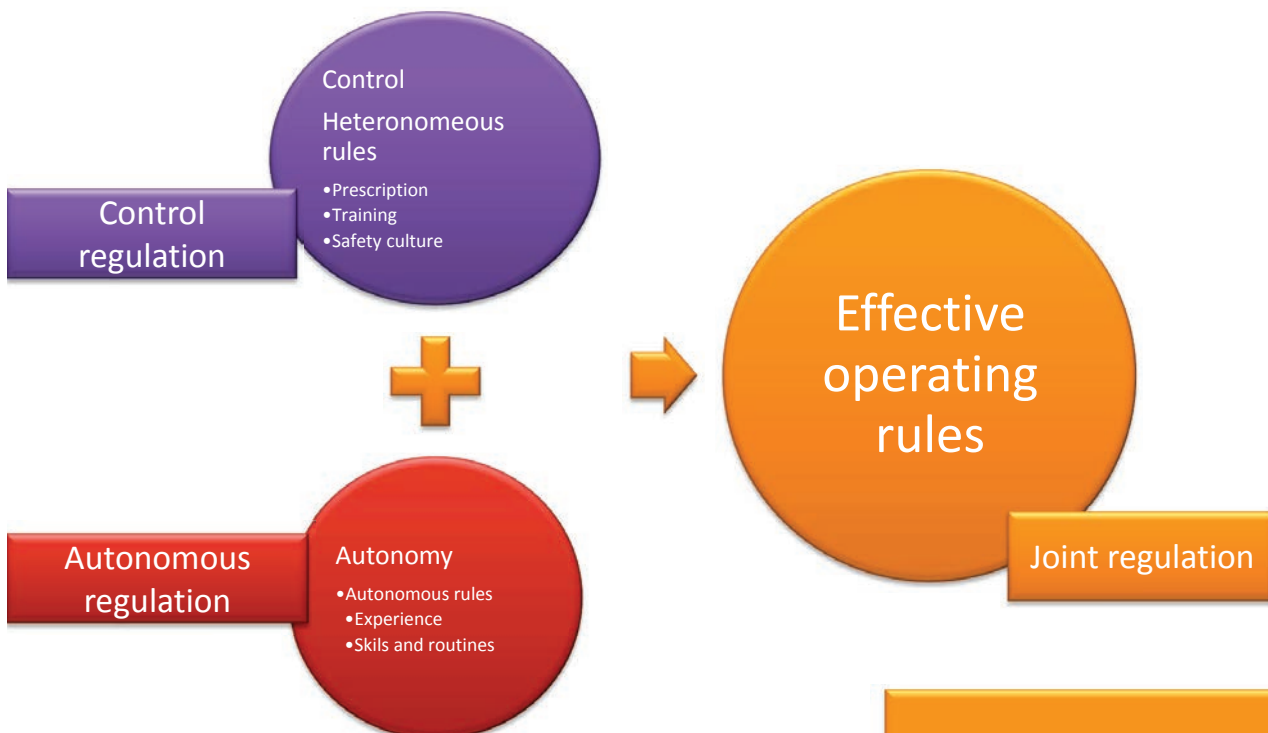 Control
Heteronomeous
rules
•Prescription
•Training
•Safety culture
Control
regulation
Effective
operating
rules
Autonomous
regulation
Autonomy
•Autonomous rules
•Experience
•Skils and routines
Joint regulation